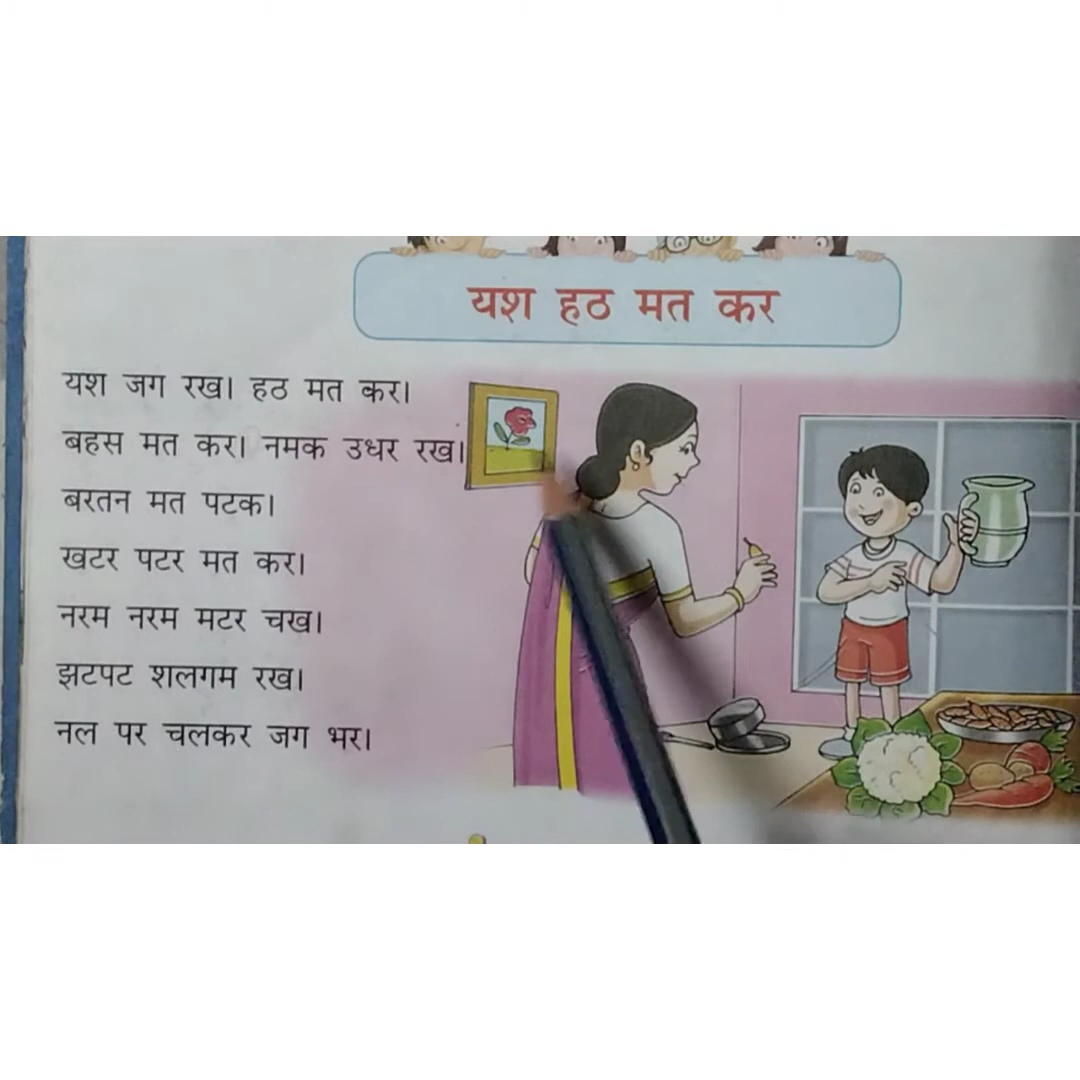 यश हठ मत कर
यश जग रख। हठ मत कर।
बहस मत कर। नमक उधर रख।
बरतन मत पटक।
खटर पटर मत कर।
नरम नरम मटर चख।
झटपट शलगम रख।
नल पर चलकर जग भर।